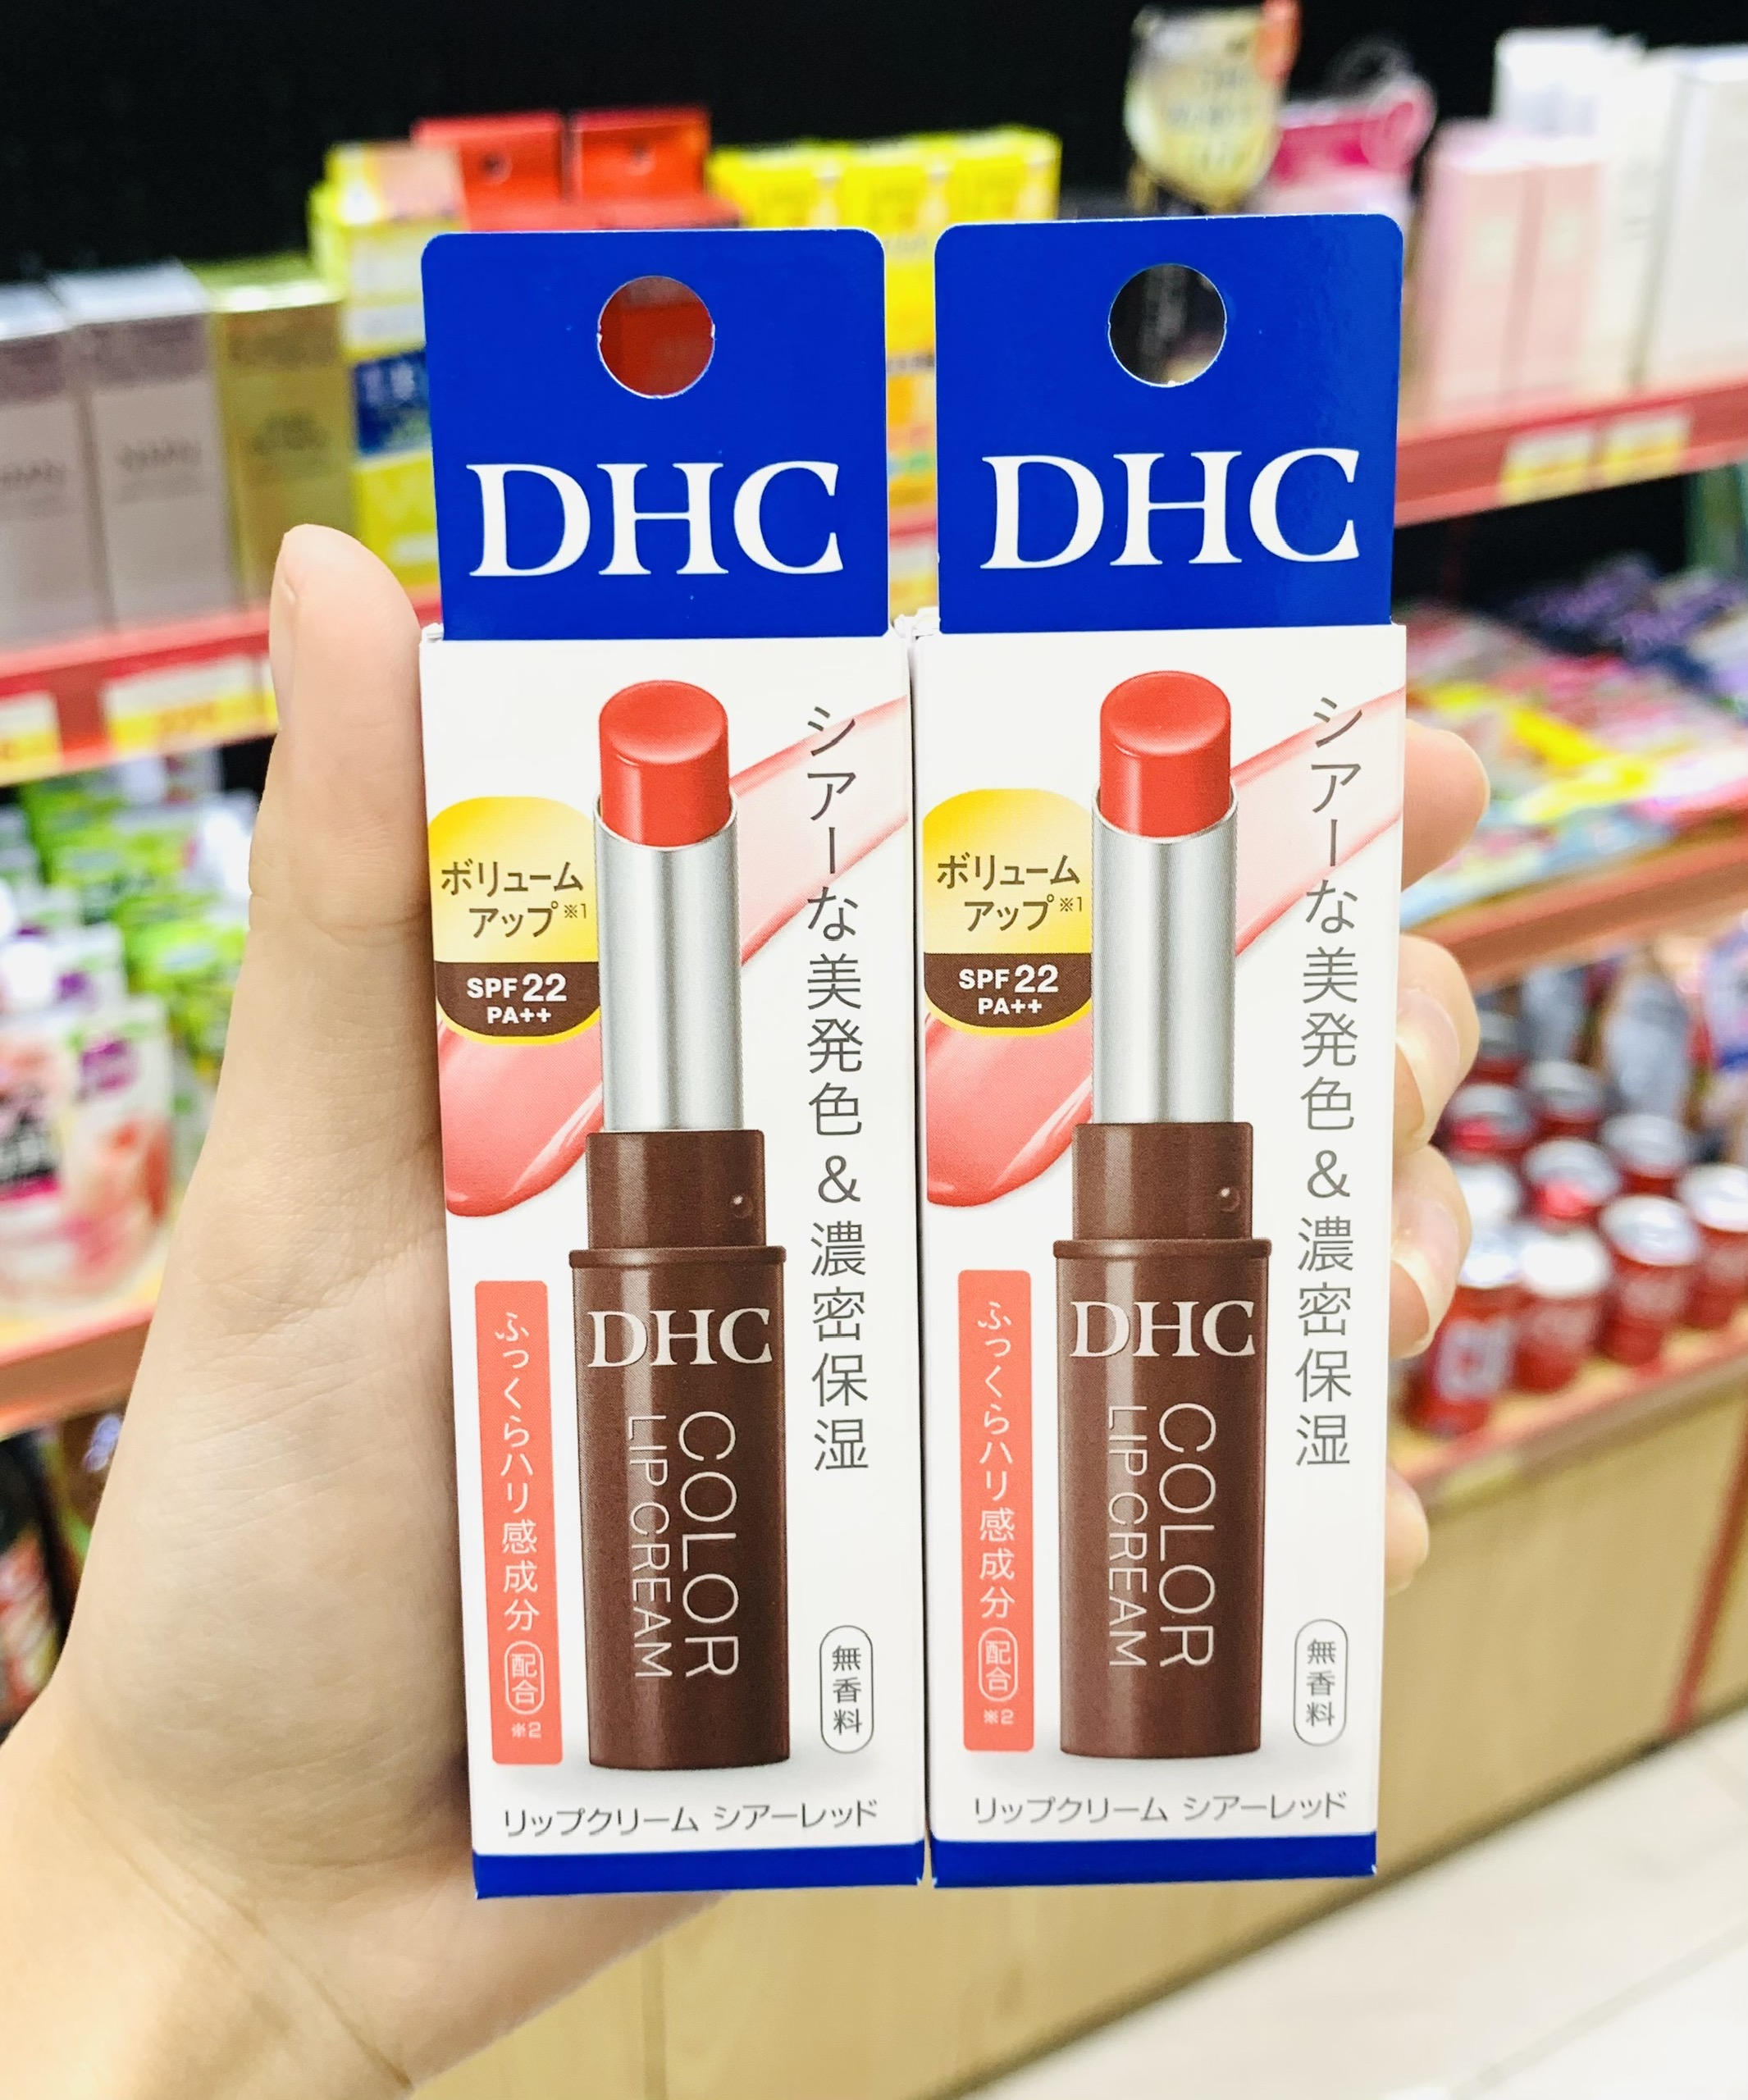 DHC
シアーな美発色&濃密保湿
ボリューム
アップ※1
SPF22
PA++
DHC
COLOR
LIP CREAM
ふっくらハリ感成分配合※2
無香料
リップクリーム シアーレッド
DHC
シアーな美発色&濃密保湿
ボリューム
アップ※1
SPF22
PA++
DHC
COLOR
LIP CREAM
ふっくらハリ感成分配合※2
無香料
リップクリーム シアーレッド